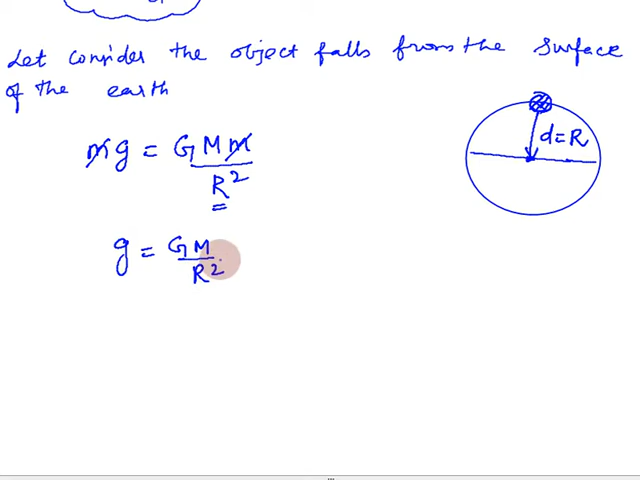 Let consider the object falls from the surface
of the earth
d=R
mg = GMm/R²
g = GM/R²